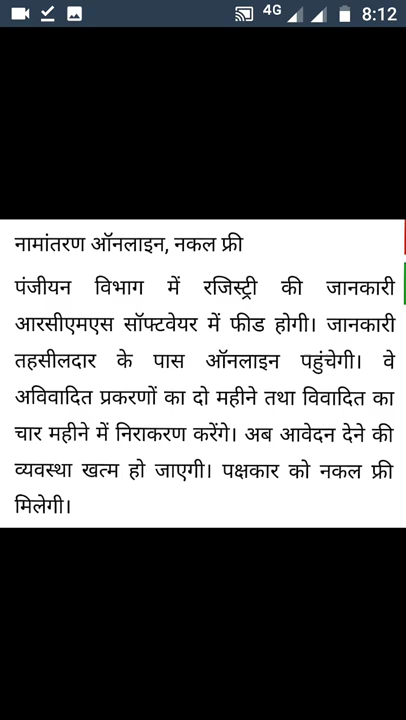 4G 8:12
नामांतरण ऑनलाइन, नकल फ्री
पंजीयन विभाग में रजिस्ट्री की जानकारी
आरसीएमएस सॉफ्टवेयर में फीड होगी। जानकारी
तहसीलदार के पास ऑनलाइन पहुंचेगी। वे
अविवादित प्रकरणों का दो महीने तथा विवादित का
चार महीने में निराकरण करेंगे। अब आवेदन देने की
व्यवस्था खत्म हो जाएगी। पक्षकार को नकल फ्री
मिलेगी।